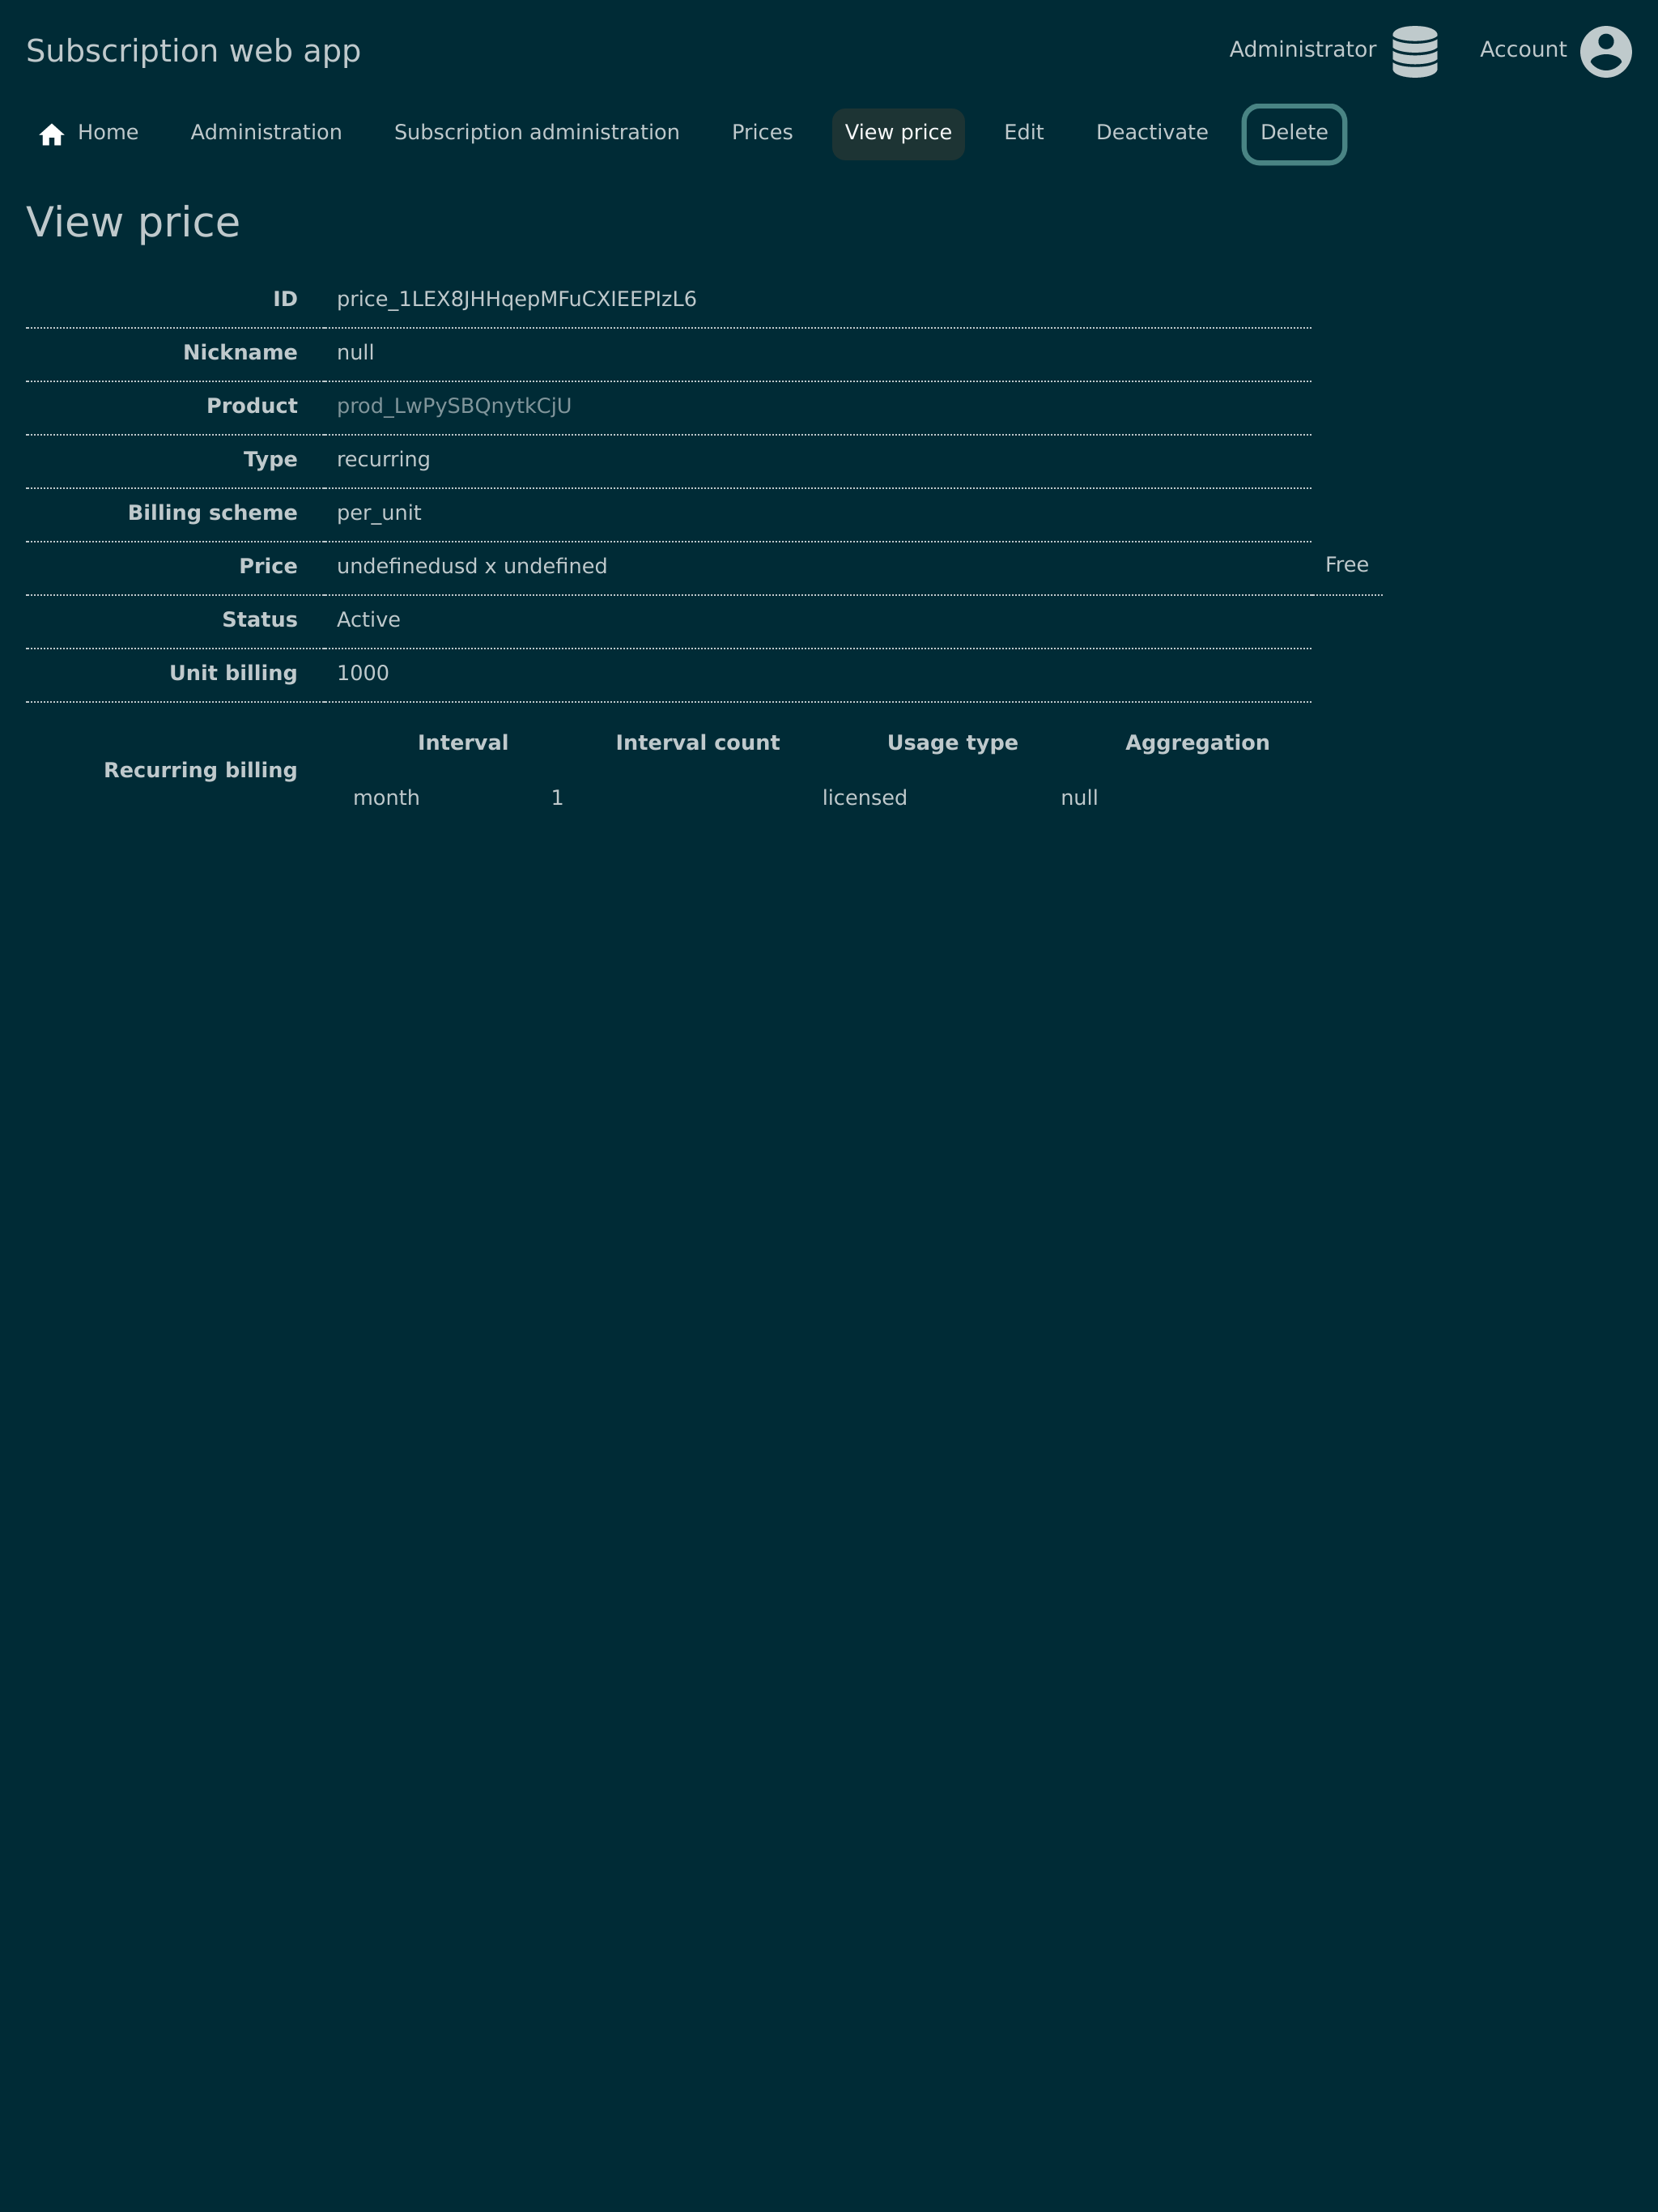 Subscription web app
Administrator Account
Home Administration Subscription administration Prices View price Edit Deactivate Delete
View price
ID price_1LEX8JHHqepMFuCXIEEPIzL6
Nickname null
Product prod_LwPySBQnytkCjU
Type recurring
Billing scheme per_unit
Price undefinedusd x undefined Free
Status Active
Unit billing 1000
Interval Interval count Usage type Aggregation
Recurring billing
month 1 licensed null